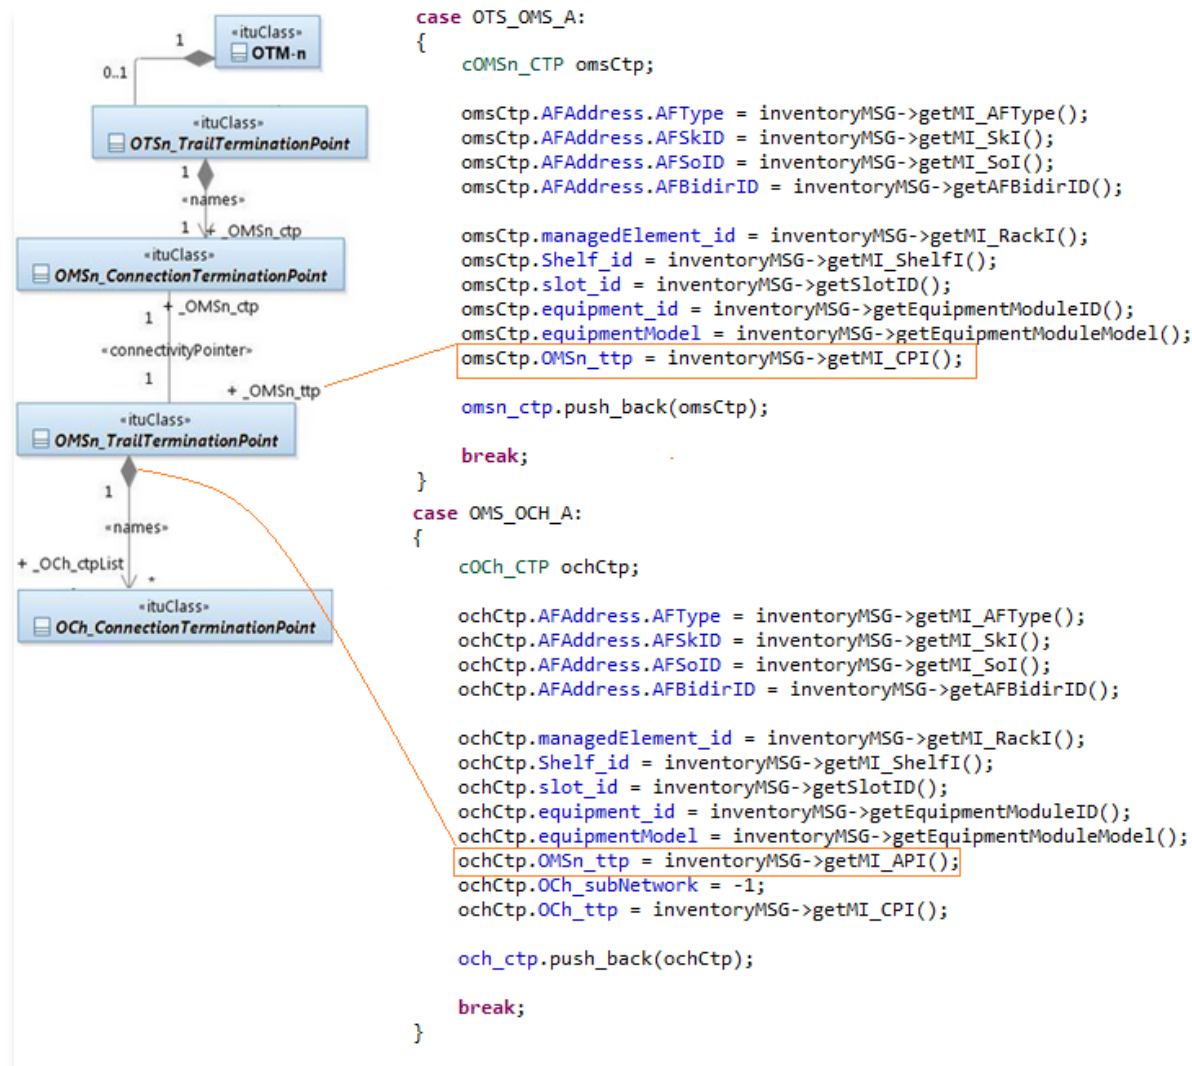 «ituClass»
OTM-n
1
0..1
«ituClass»
OTSn_TrailTerminationPoint
1
«names»
1
+ _OMSn_ctp
«ituClass»
OMSn_ConnectionTerminationPoint
+ _OMSn_ctp
1
«connectivityPointer»
1
+ _OMSn_ttp
«ituClass»
OMSn_TrailTerminationPoint
1
«names»
+ _OCh_ctpList
*
«ituClass»
OCh_ConnectionTerminationPoint
case OTS_OMS_A:
{
cOMSn_CTP omsCtp;
omsCtp.AFAddress.AFType = inventoryMSG->getMI_AFType();
omsCtp.AFAddress.AFSkID = inventoryMSG->getMI_SkI();
omsCtp.AFAddress.AFSoID = inventoryMSG->getMI_SoI();
omsCtp.AFAddress.AFBidirID = inventoryMSG->getAFBidirID();
omsCtp.managedElement_id = inventoryMSG->getMI_RackI();
omsCtp.Shelf_id = inventoryMSG->getMI_ShelfI();
omsCtp.slot_id = inventoryMSG->getSlotID();
omsCtp.equipment_id = inventoryMSG->getEquipmentModuleID();
omsCtp.equipmentModel = inventoryMSG->getEquipmentModuleModel();
omsCtp.OMSn_ttp = inventoryMSG->getMI_CPI();
omsn_ctp.push_back(omsCtp);
break;
}
case OMS_OCH_A:
{
cOCh_CTP ochCtp;
ochCtp.AFAddress.AFType = inventoryMSG->getMI_AFType();
ochCtp.AFAddress.AFSkID = inventoryMSG->getMI_SkI();
ochCtp.AFAddress.AFSoID = inventoryMSG->getMI_SoI();
ochCtp.AFAddress.AFBidirID = inventoryMSG->getAFBidirID();
ochCtp.managedElement_id = inventoryMSG->getMI_RackI();
ochCtp.Shelf_id = inventoryMSG->getMI_ShelfI();
ochCtp.slot_id = inventoryMSG->getSlotID();
ochCtp.equipment_id = inventoryMSG->getEquipmentModuleID();
ochCtp.equipmentModel = inventoryMSG->getEquipmentModuleModel();
ochCtp.OMSn_ttp = inventoryMSG->getMI_API();
ochCtp.OCh_subNetwork = -1;
ochCtp.OCh_ttp = inventoryMSG->getMI_CPI();
och_ctp.push_back(ochCtp);
break;
}